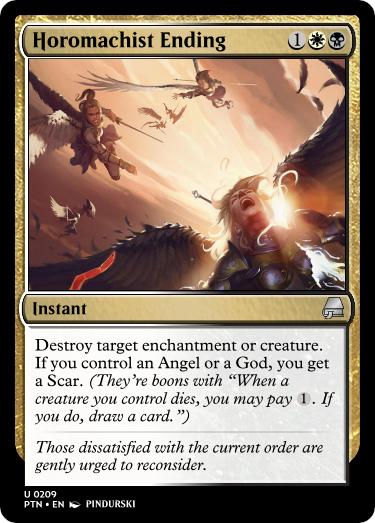 Horomachist Ending 1
Instant
Destroy target enchantment or creature.
If you control an Angel or a God, you get
a Scar. (They're boons with “When a
creature you control dies, you may pay 1. If
you do, draw a card.”)
Those dissatisfied with the current order are
gently urged to reconsider.
U 0209
PTN • EN PINDURSKI